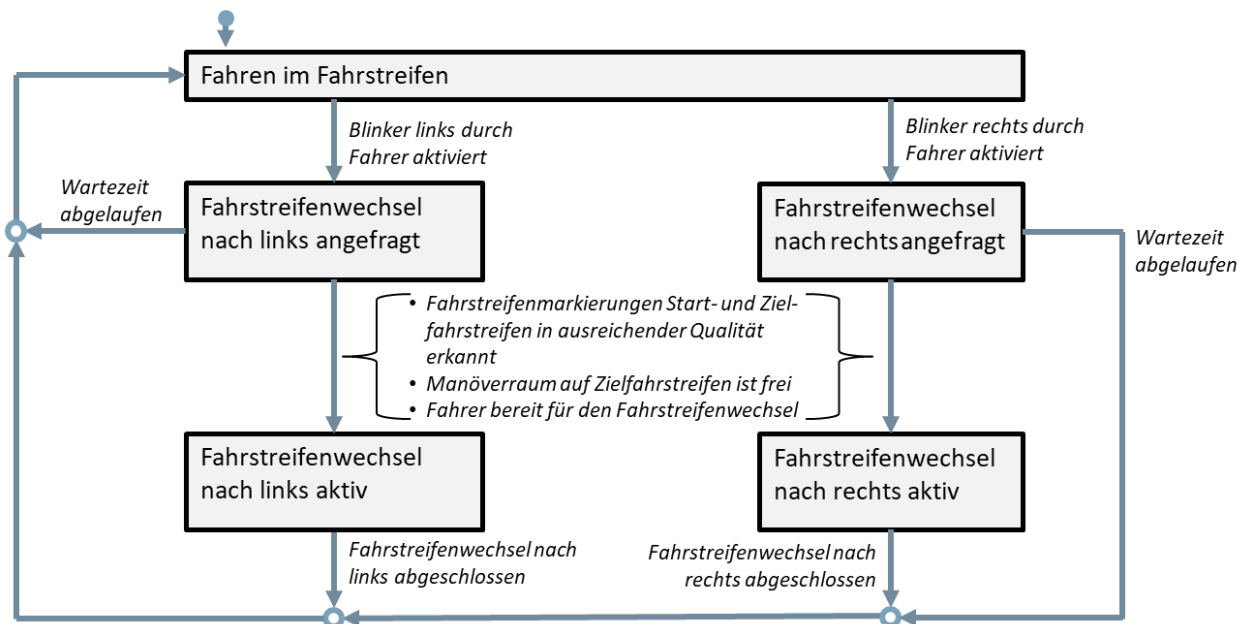 Fahren im Fahrstreifen
Blinker links durch
Fahrer aktiviert
Blinker rechts durch
Fahrer aktiviert
Wartezeit
abgelaufen
Fahrstreifenwechsel
nach links angefragt
Fahrstreifenwechsel
nach rechts angefragt
Wartezeit
abgelaufen
• Fahrstreifenmarkierungen Start- und Ziel-
fahrstreifen in ausreichender Qualität
erkannt
• Manöverraum auf Zielfahrstreifen ist frei
• Fahrer bereit für den Fahrstreifenwechsel
Fahrstreifenwechsel
nach links aktiv
Fahrstreifenwechsel
nach rechts aktiv
Fahrstreifenwechsel nach
links abgeschlossen
Fahrstreifenwechsel nach
rechts abgeschlossen